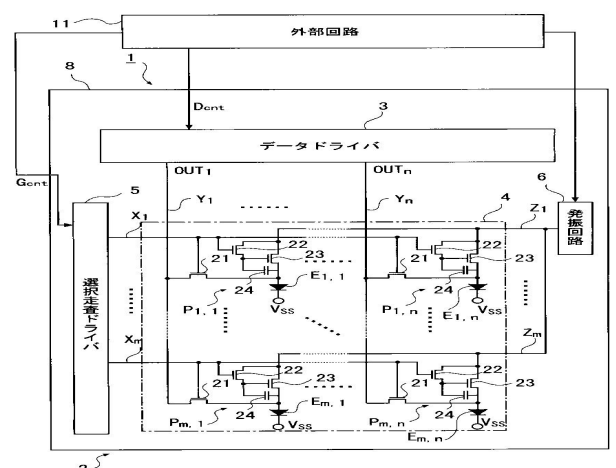 11
外部回路
8
1
Dcnt
3
データドライバ
Gcnt
OUT1
OUTn
6
5
Y1
Yn
4
Z1
発振回路
X1
22
23
22
23
21
21
24
E1, 1
24
E1, n
P1, 1
VSS
P1, n
VSS
選択走査ドライバ
Xm
Zm
22
23
22
23
21
21
24
Em, 1
24
Pm, 1
VSS
Pm, n
VSS
Em, n
2